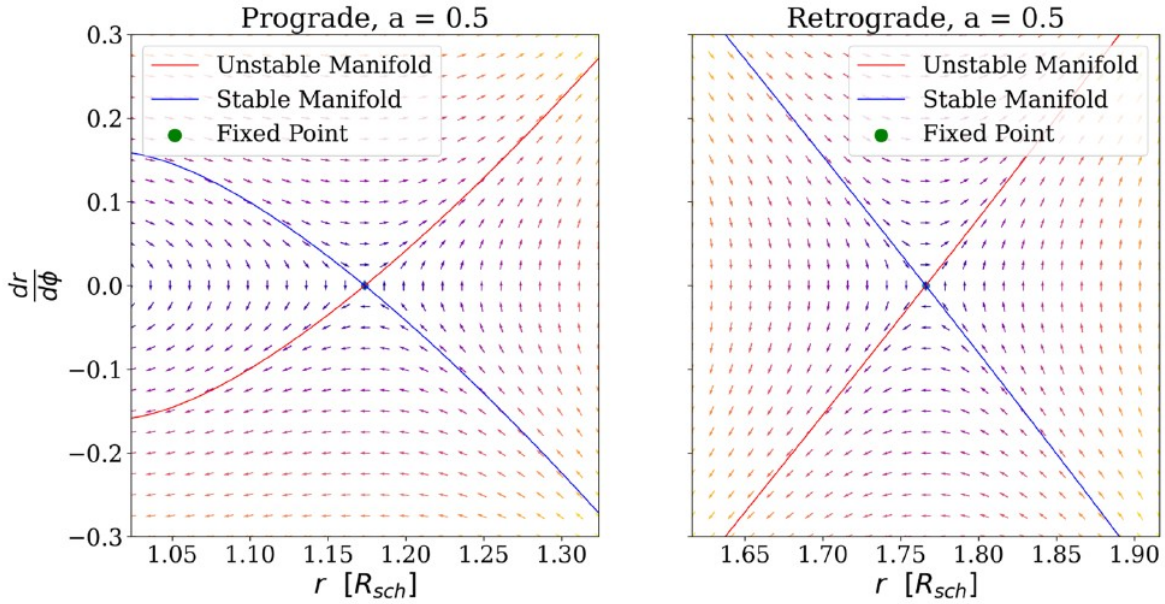 Prograde, a = 0.5
Unstable Manifold
Stable Manifold
Fixed Point
0.3
0.2
0.1
0.0
−0.1
−0.2
−0.3
dr
dϕ
1.05 1.10 1.15 1.20 1.25 1.30
r [R_sch]
Retrograde, a = 0.5
Unstable Manifold
Stable Manifold
Fixed Point
1.65 1.70 1.75 1.80 1.85 1.90
r [R_sch]